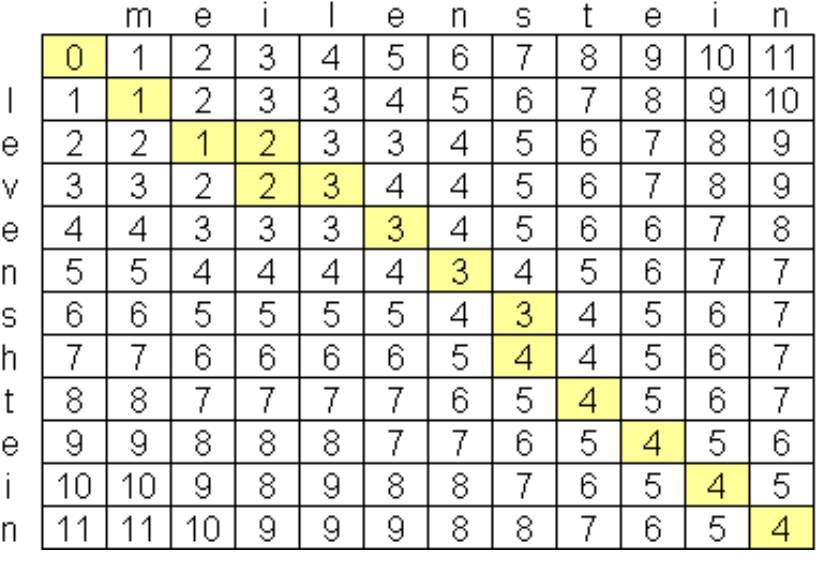 m e i l e n s t e i n
0 1 2 3 4 5 6 7 8 9 10 11
l 1 1 2 3 3 4 5 6 7 8 9 10
e 2 2 1 2 3 3 4 5 6 7 8 9
v 3 3 2 2 3 4 4 5 6 7 8 9
e 4 4 3 3 3 3 4 5 6 6 7 8
n 5 5 4 4 4 4 3 4 5 6 7 7
s 6 6 5 5 5 5 4 3 4 5 6 7
h 7 7 6 6 6 6 5 4 4 5 6 7
t 8 8 7 7 7 7 6 5 4 5 6 7
e 9 9 8 8 8 7 7 6 5 4 5 6
i 10 10 9 8 9 8 8 7 6 5 4 5
n 11 11 10 9 9 9 8 8 7 6 5 4